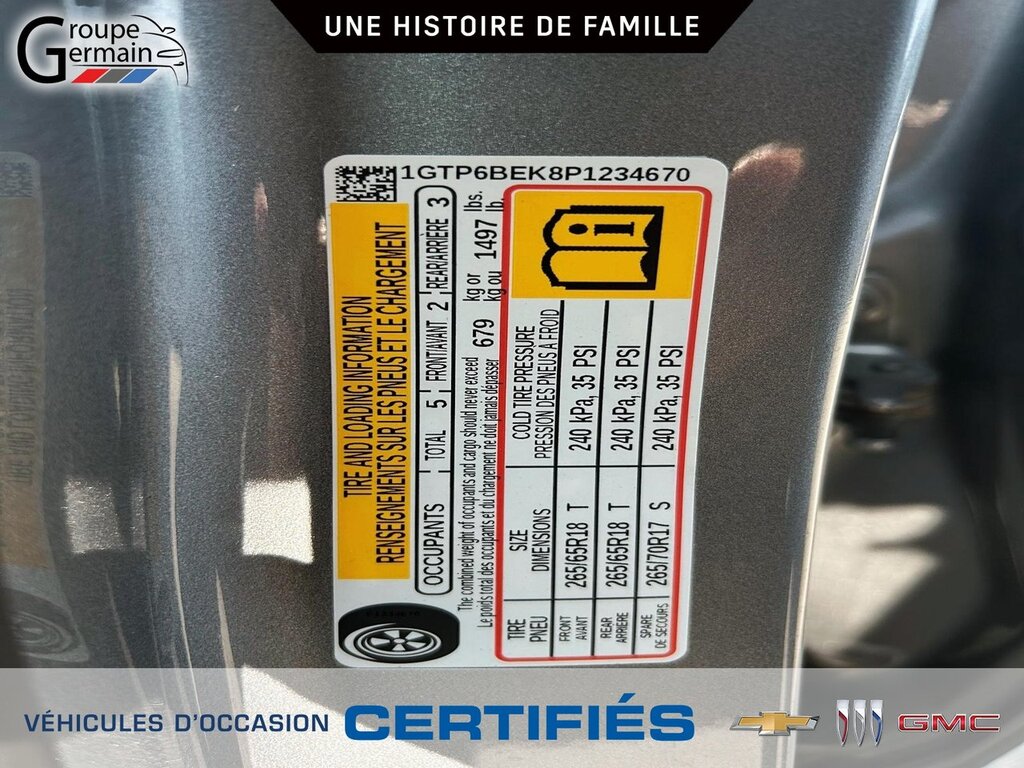 Groupe
Germain
UNE HISTOIRE DE FAMILLE
1GTP6BEK8P1234670
TIRE AND LOADING INFORMATION
RENSEIGNEMENTS SUR LES PNEUS ET LE CHARGEMENT
OCCUPANTS TOTAL 5 FRONT/AVANT 2 REAR/ARRIÈRE 3
The combined weight of occupants and cargo should never exceed 679 kg or 1497 lbs.
Le poids total des occupants et du chargement ne doit jamais dépasser kg ou lb.
TIRE SIZE COLD TIRE PRESSURE
PNEU DIMENSIONS PRESSION DES PNEUS À FROID
FRONT
AVANT 265/65R18 T 240 kPa, 35 PSI
REAR
ARRIERE 265/65R18 T 240 kPa, 35 PSI
SPARE
DE SECOURS 265/70R17 S 240 kPa, 35 PSI
VÉHICULES D'OCCASION CERTIFIÉS GMC